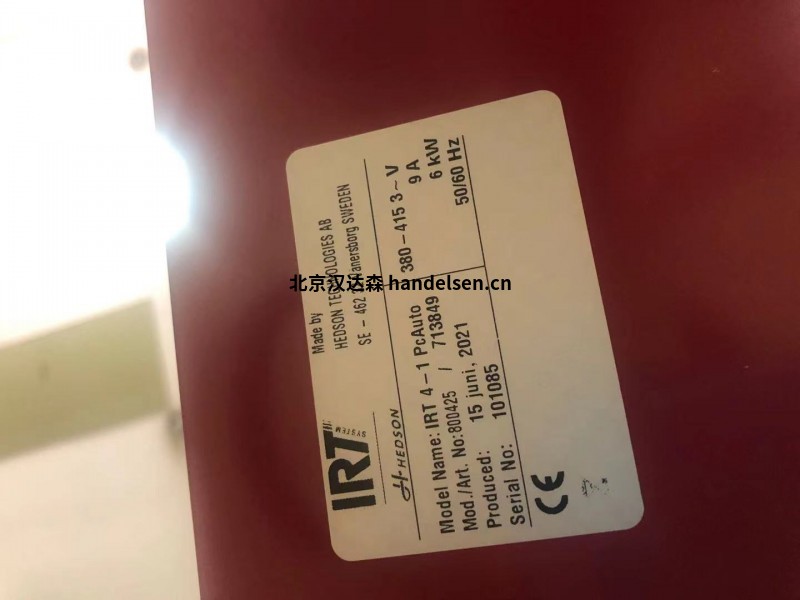 IRT
SYSTEM
HEDSON
Made by
HEDSON TECHNOLOGIES AB
SE - 462 Vänersborg SWEDEN
Model Name: IRT 4-1 PcAuto
Mod./Art. No: 800425 / 713849
Produced: 15 juni, 2021
Serial No: 101085
380-415 3~ V
9 A
6 kW
50/60 Hz
CE
北京汉达森 handelsen.cn